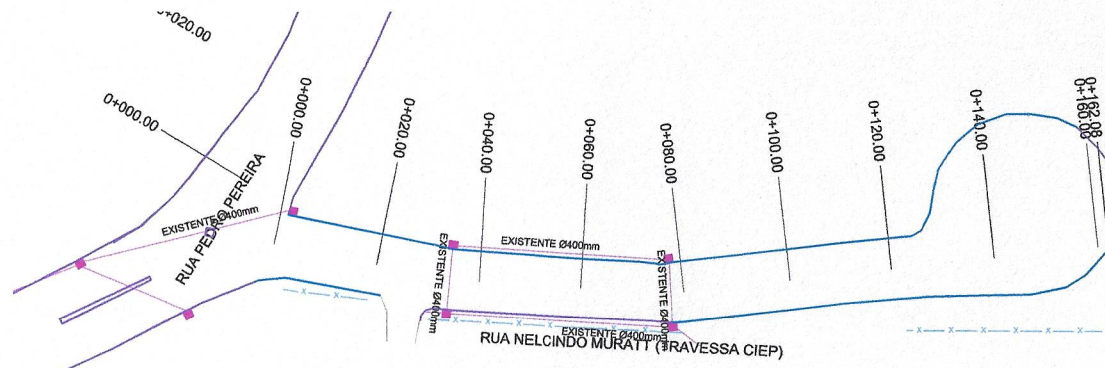 0+020.00
0+000.00
0+000.00
0+020.00
0+040.00
0+060.00
0+080.00
0+100.00
0+120.00
0+140.00
0+160.00
0+162.08
EXISTENTE Ø400mm
RUA PEDRO PEREIRA
EXISTENTE Ø400mm
EXISTENTE Ø400mm
EXISTENTE Ø400mm
EXISTENTE Ø400mm
RUA NELCINDO MURATT (TRAVESSA CIEP)